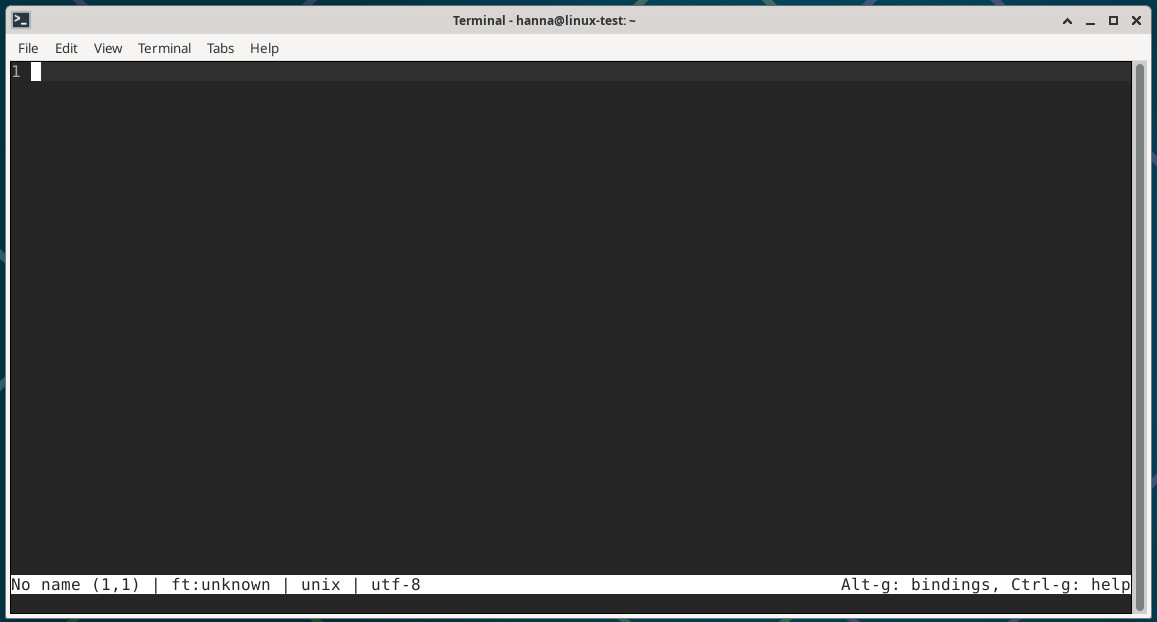 Terminal - hanna@linux-test: ~
File Edit View Terminal Tabs Help
1
No name (1,1) | ft:unknown | unix | utf-8 Alt-g: bindings, Ctrl-g: help